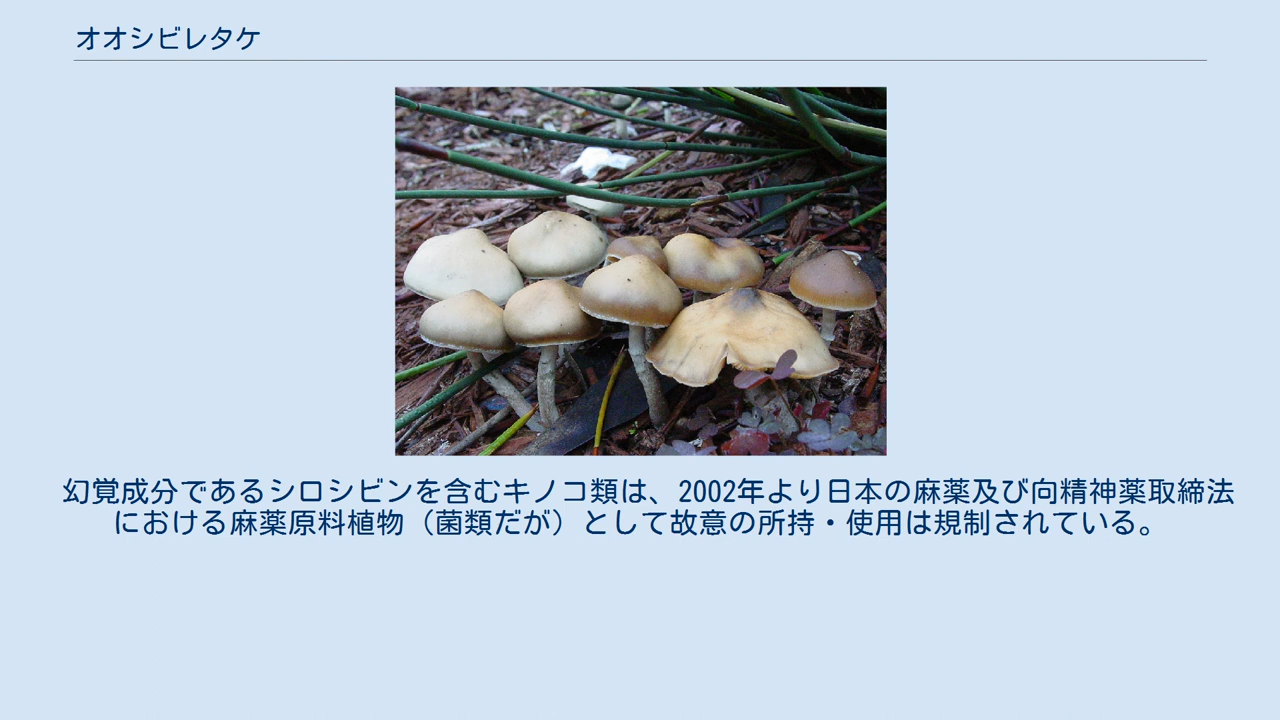 オオシビレタケ
幻覚成分であるシロシビンを含むキノコ類は、2002年より日本の麻薬及び向精神薬取締法
における麻薬原料植物（菌類だが）として故意の所持・使用は規制されている。